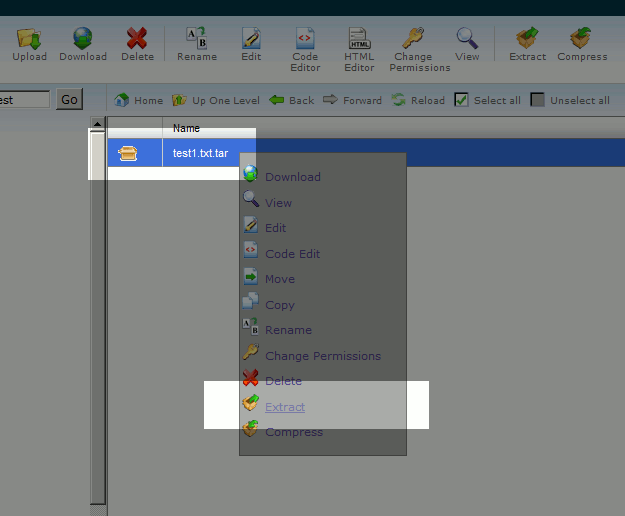 Upload Download Delete Rename Edit Code Editor HTML Editor Change Permissions View Extract Compress
est Go Home Up One Level Back Forward Reload Select all Unselect all
Name
test1.txt.tar
Download
View
Edit
Code Edit
Move
Copy
Rename
Change Permissions
Delete
Extract
Compress